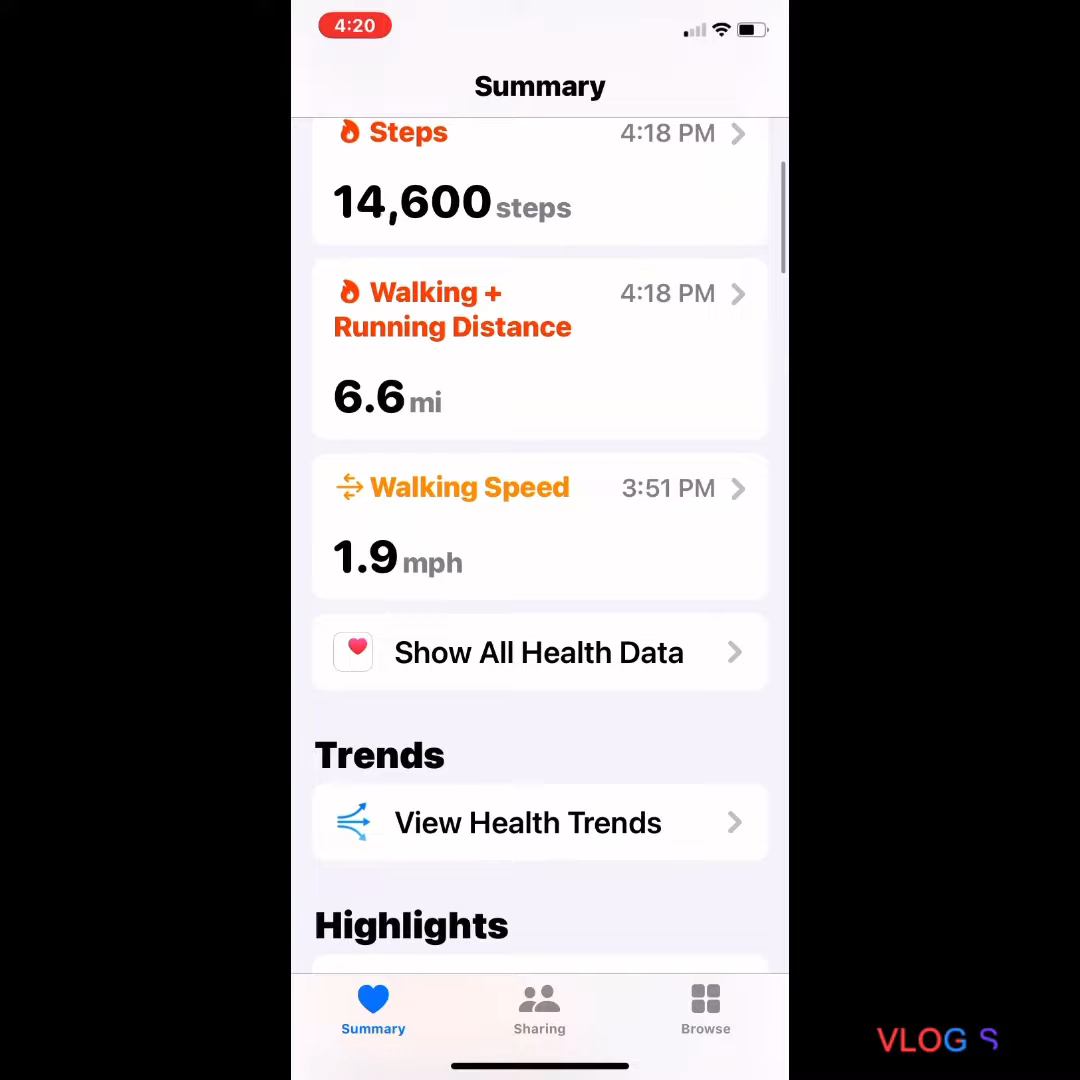 4:20
Summary
Steps
4:18 PM
14,600 steps
Walking +
Running Distance
4:18 PM
6.6 mi
Walking Speed
3:51 PM
1.9 mph
Show All Health Data
Trends
View Health Trends
Highlights
Summary
Sharing
Browse
VLOG S